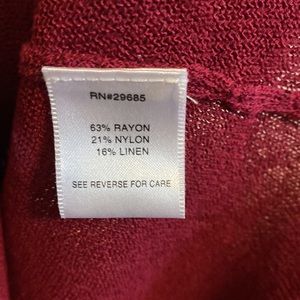 RN#29685
63% RAYON
21% NYLON
16% LINEN
SEE REVERSE FOR CARE